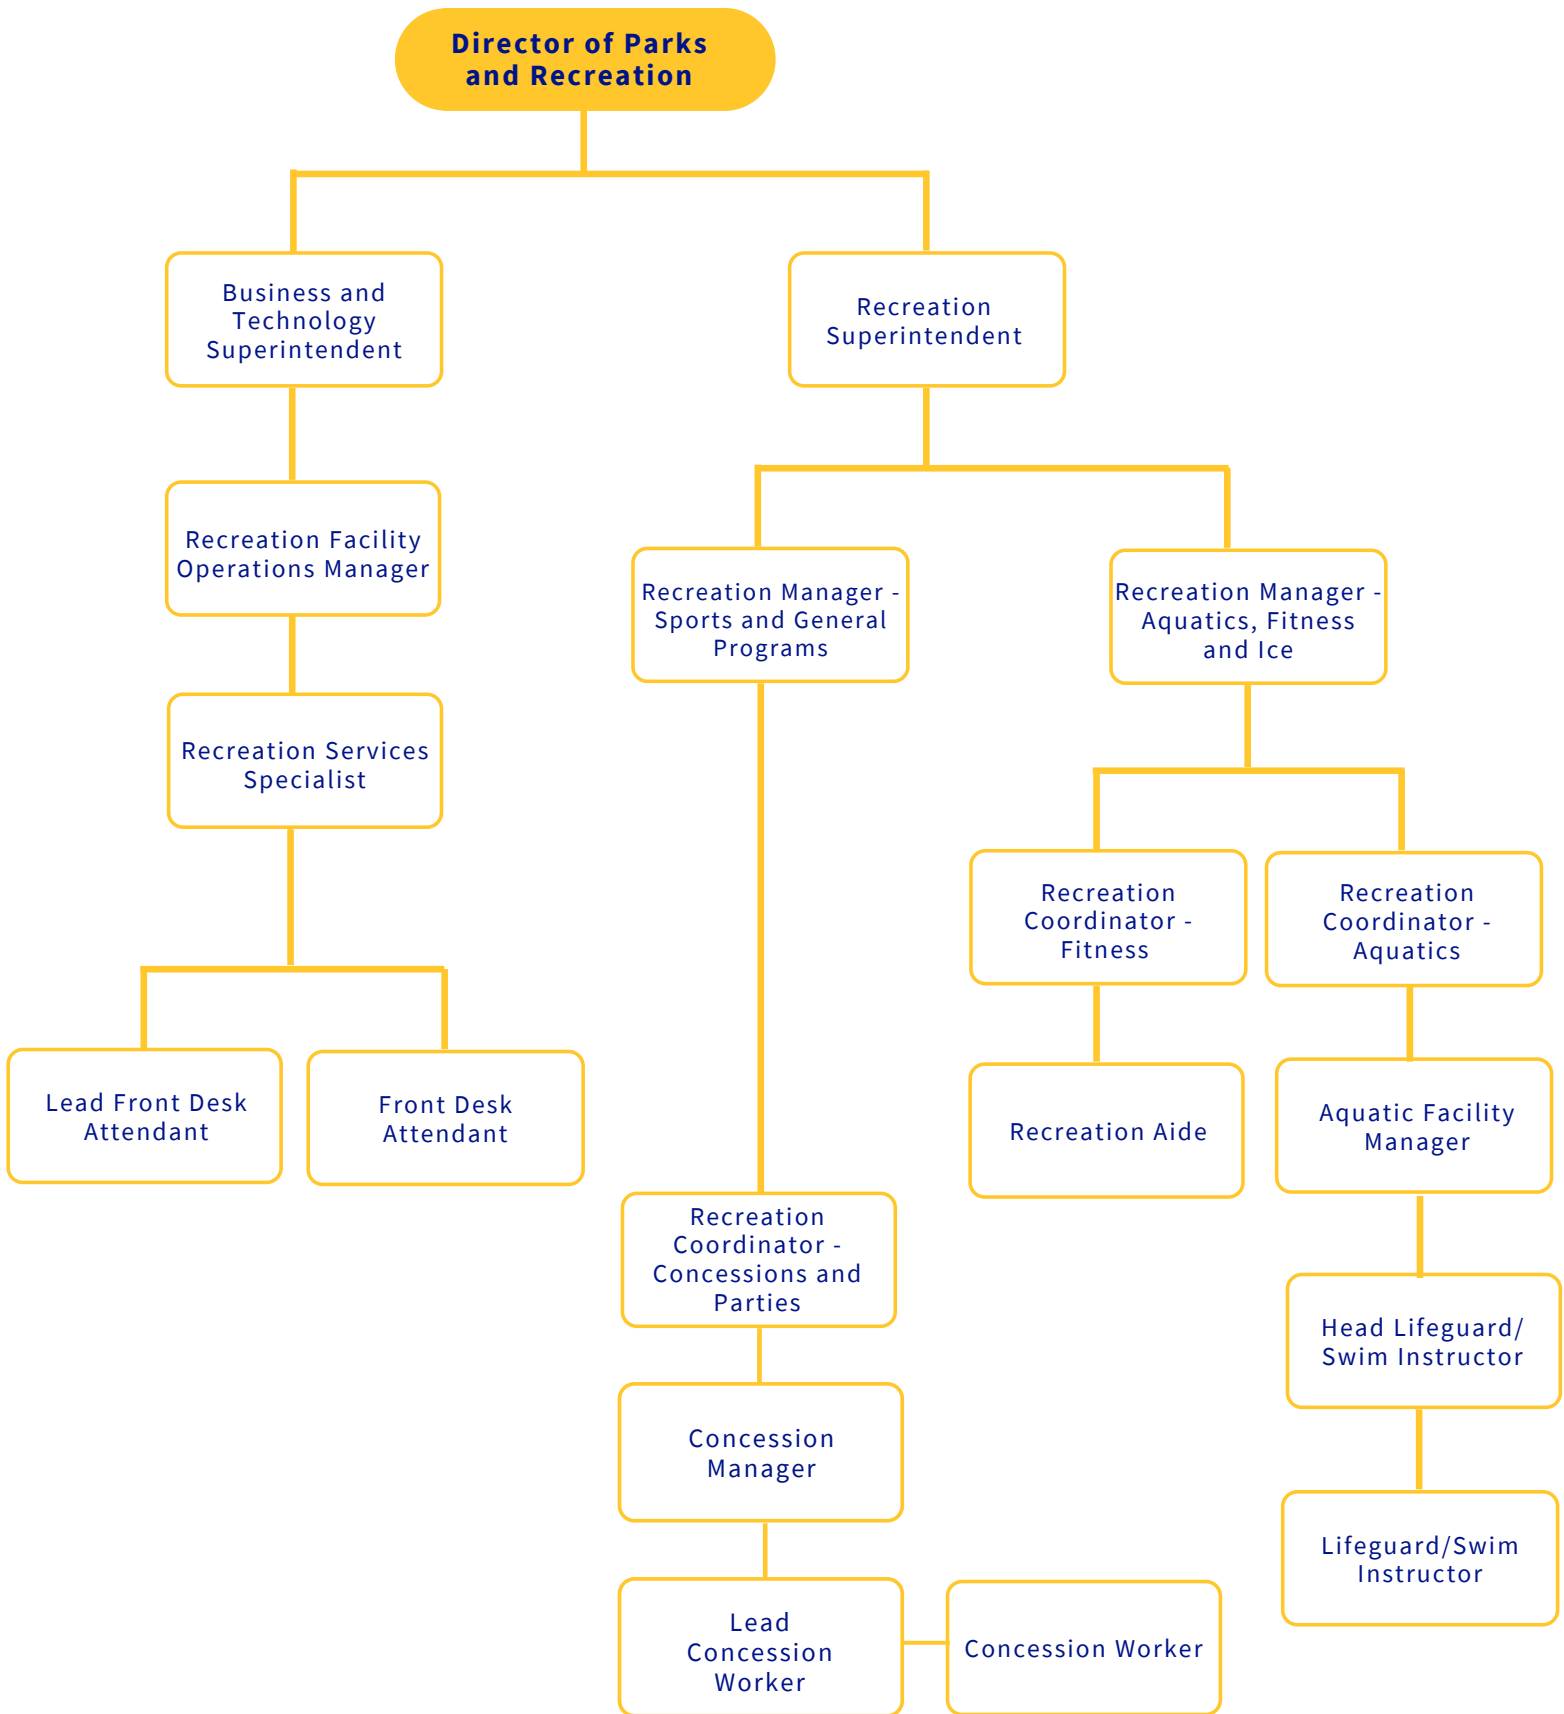 Director of Parks
and Recreation
Business and
Technology
Superintendent
Recreation
Superintendent
Recreation Facility
Operations Manager
Recreation Manager -
Sports and General
Programs
Recreation Manager -
Aquatics, Fitness
and Ice
Recreation Services
Specialist
Recreation
Coordinator -
Fitness
Recreation
Coordinator -
Aquatics
Lead Front Desk
Attendant
Front Desk
Attendant
Recreation Aide
Aquatic Facility
Manager
Recreation
Coordinator -
Concessions and
Parties
Head Lifeguard/
Swim Instructor
Concession
Manager
Lifeguard/Swim
Instructor
Lead
Concession
Worker
Concession Worker